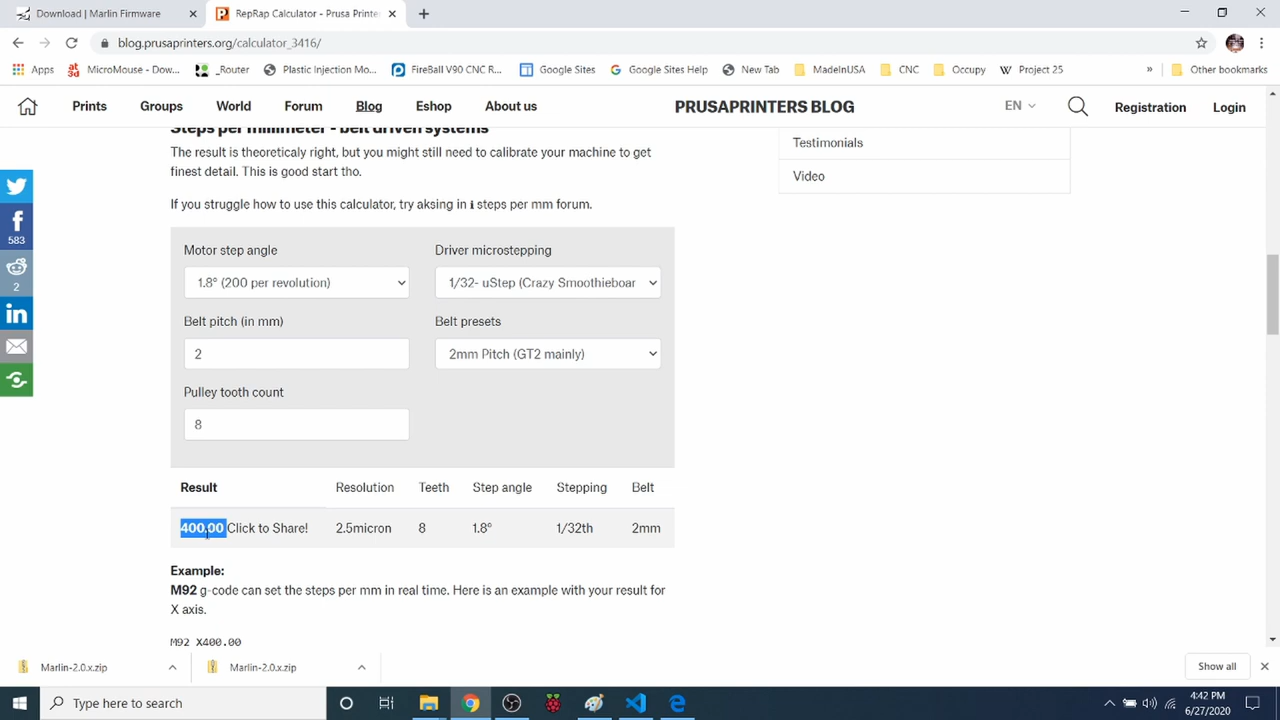 Download | Marlin Firmware
RepRap Calculator - Prusa Printe
blog.prusaprinters.org/calculator_3416/
Apps
MicroMouse - Dow...
_Router
Plastic Injection Mo...
FireBall V90 CNC R...
Google Sites
Google Sites Help
New Tab
MadeInUSA
CNC
Occupy
Project 25
»
Other bookmarks
Prints
Groups
World
Forum
Blog
Eshop
About us
PRUSAPRINTERS BLOG
EN
Registration
Login
Steps per millimeter - belt driven systems
The result is theoreticaly right, but you might still need to calibrate your machine to get
finest detail. This is good start tho.
If you struggle how to use this calculator, try aksing in ℹ steps per mm forum.
Testimonials
Video
583
2
Motor step angle
Driver microstepping
1.8° (200 per revolution)
1/32- uStep (Crazy Smoothieboar
Belt pitch (in mm)
Belt presets
2
2mm Pitch (GT2 mainly)
Pulley tooth count
8
Result Resolution Teeth Step angle Stepping Belt
400.00 Click to Share! 2.5micron 8 1.8° 1/32th 2mm
Example:
M92 g-code can set the steps per mm in real time. Here is an example with your result for
X axis.
M92 X400.00
Marlin-2.0.x.zip
Marlin-2.0.x.zip
Show all
Type here to search
4:42 PM
6/27/2020